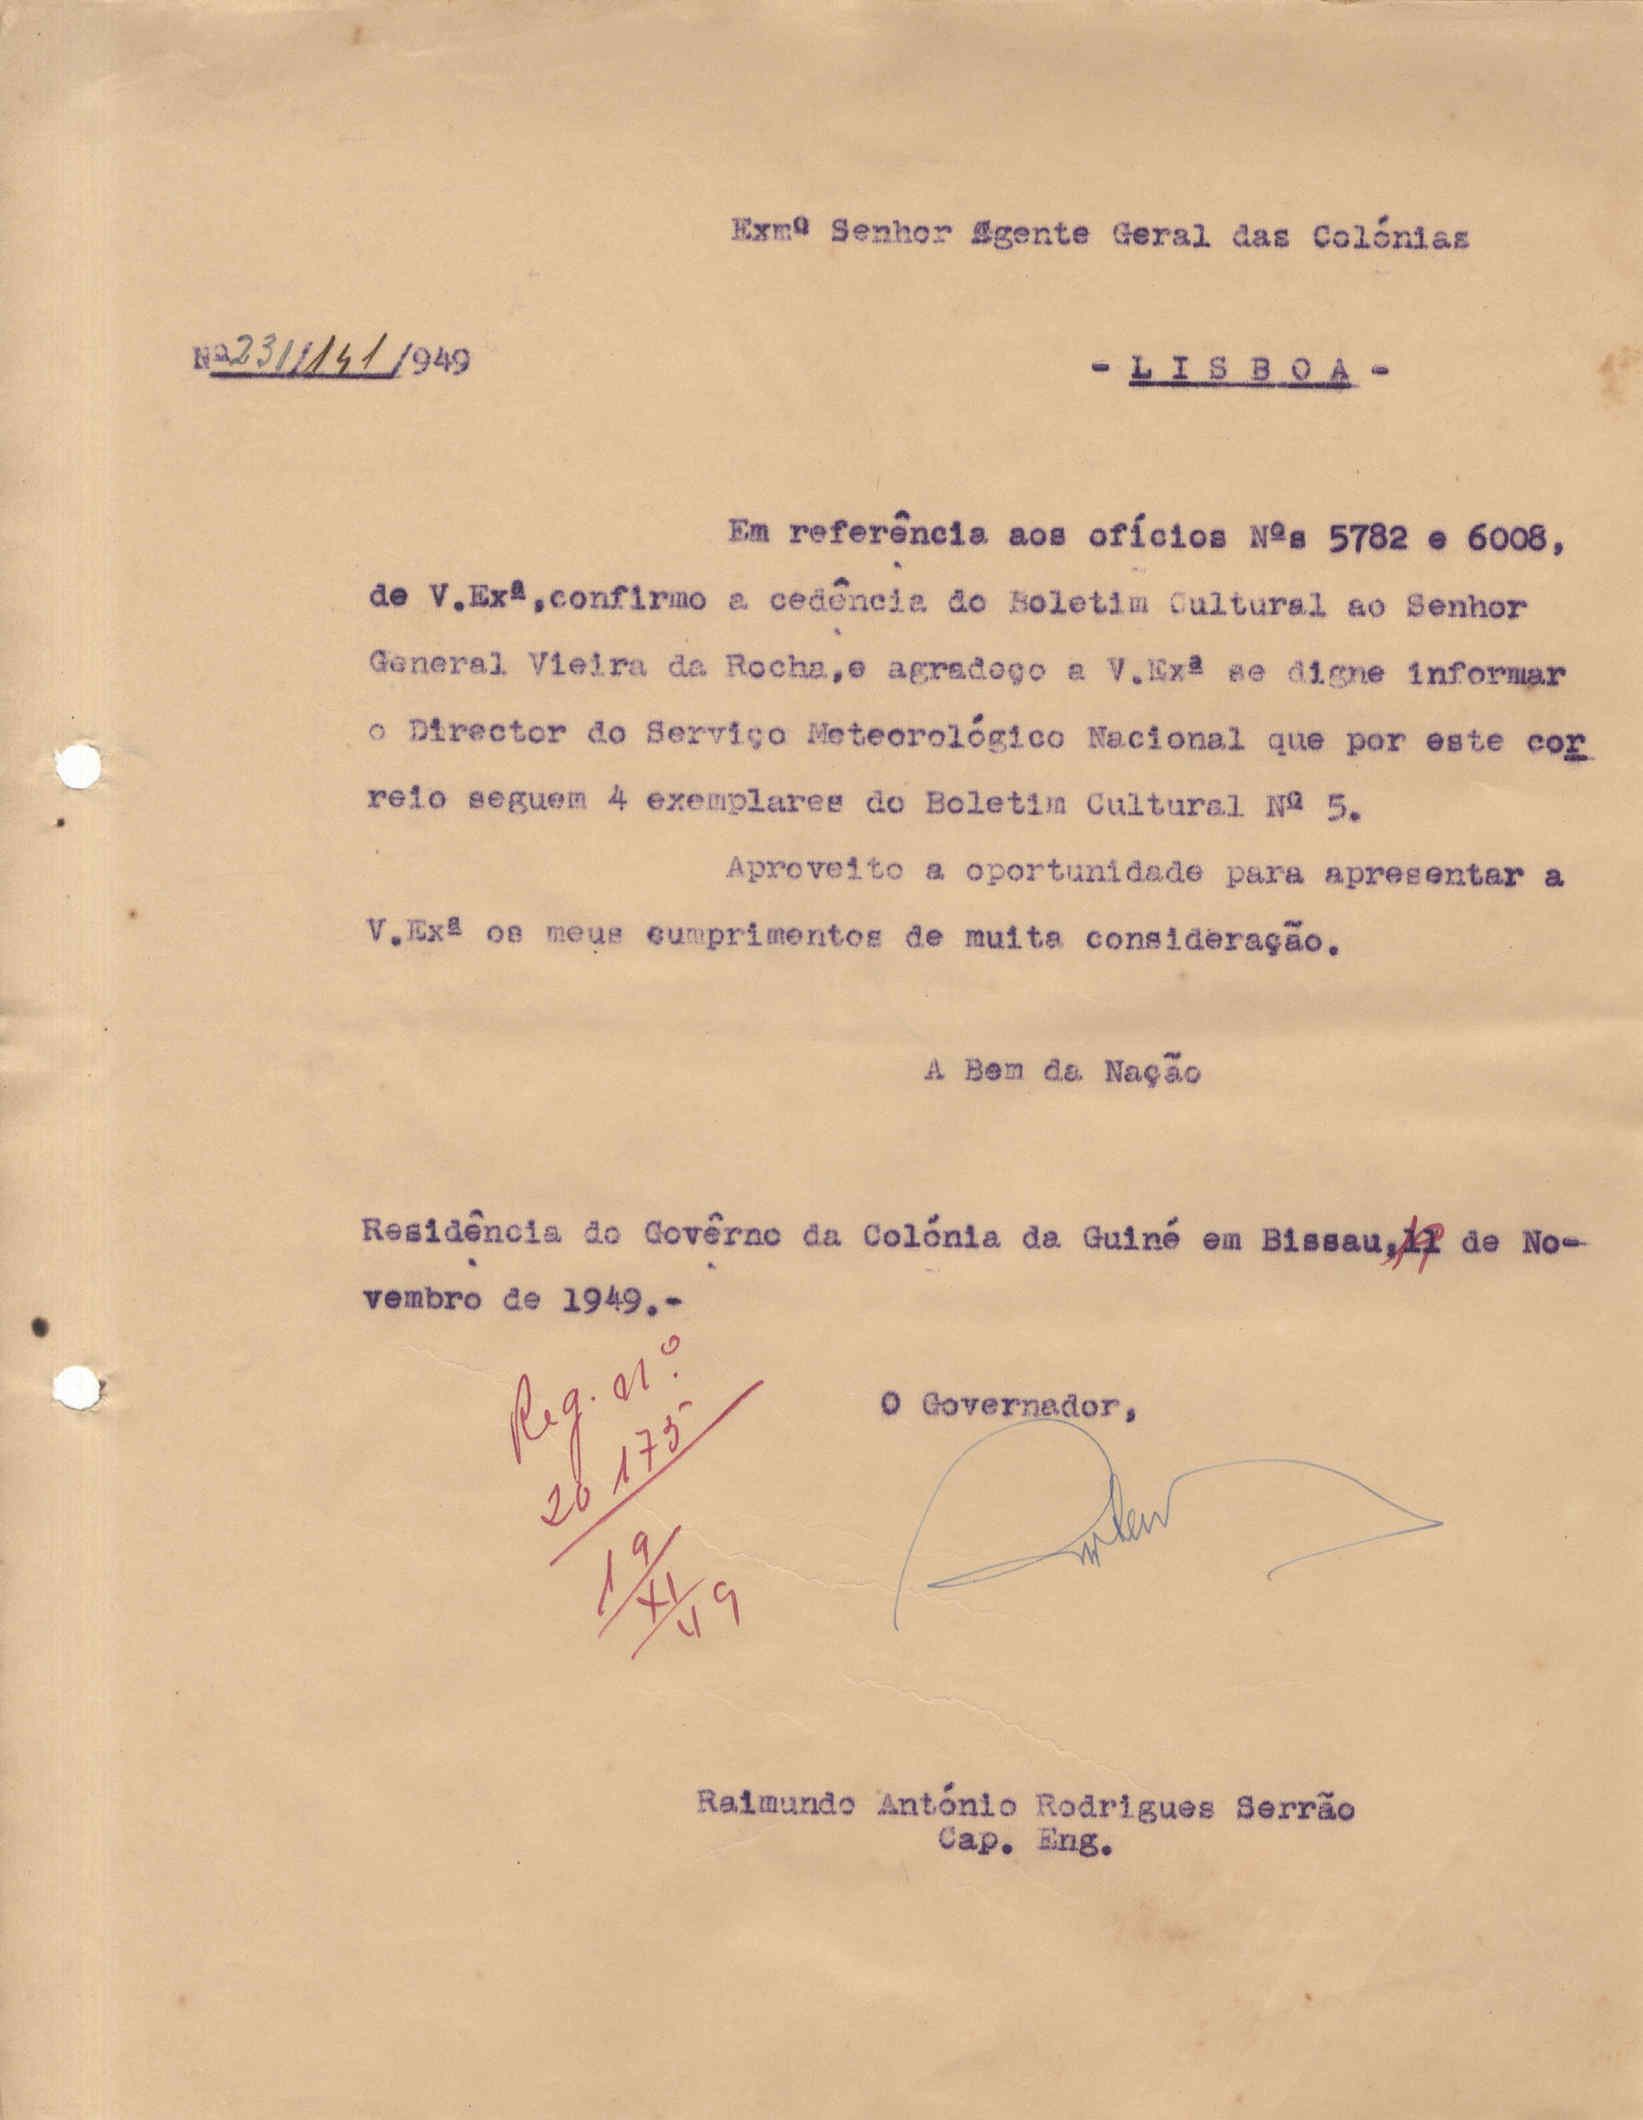 Exmº Senhor Agente Geral das Colónias
Nº231/141/949
- L I S B O A -
Em referência aos ofícios Nºs 5782 e 6008,
de V.Exª,confirmo a cedência do Boletim Cultural ao Senhor
General Vieira da Rocha,e agradeço a V.Exª se digne informar
o Director do Serviço Meteorológico Nacional que por este cor
reio seguem 4 exemplares do Boletim Cultural Nº 5.
Aproveito a oportunidade para apresentar a
V.Exª os meus cumprimentos de muita consideração.
A Bem da Nação
Residência do Govêrno da Colónia da Guiné em Bissau, de No-
vembro de 1949.-
Reg. nº
20175
19/XI/49
O Governador,
Raimundo António Rodrigues Serrão
Cap. Eng.